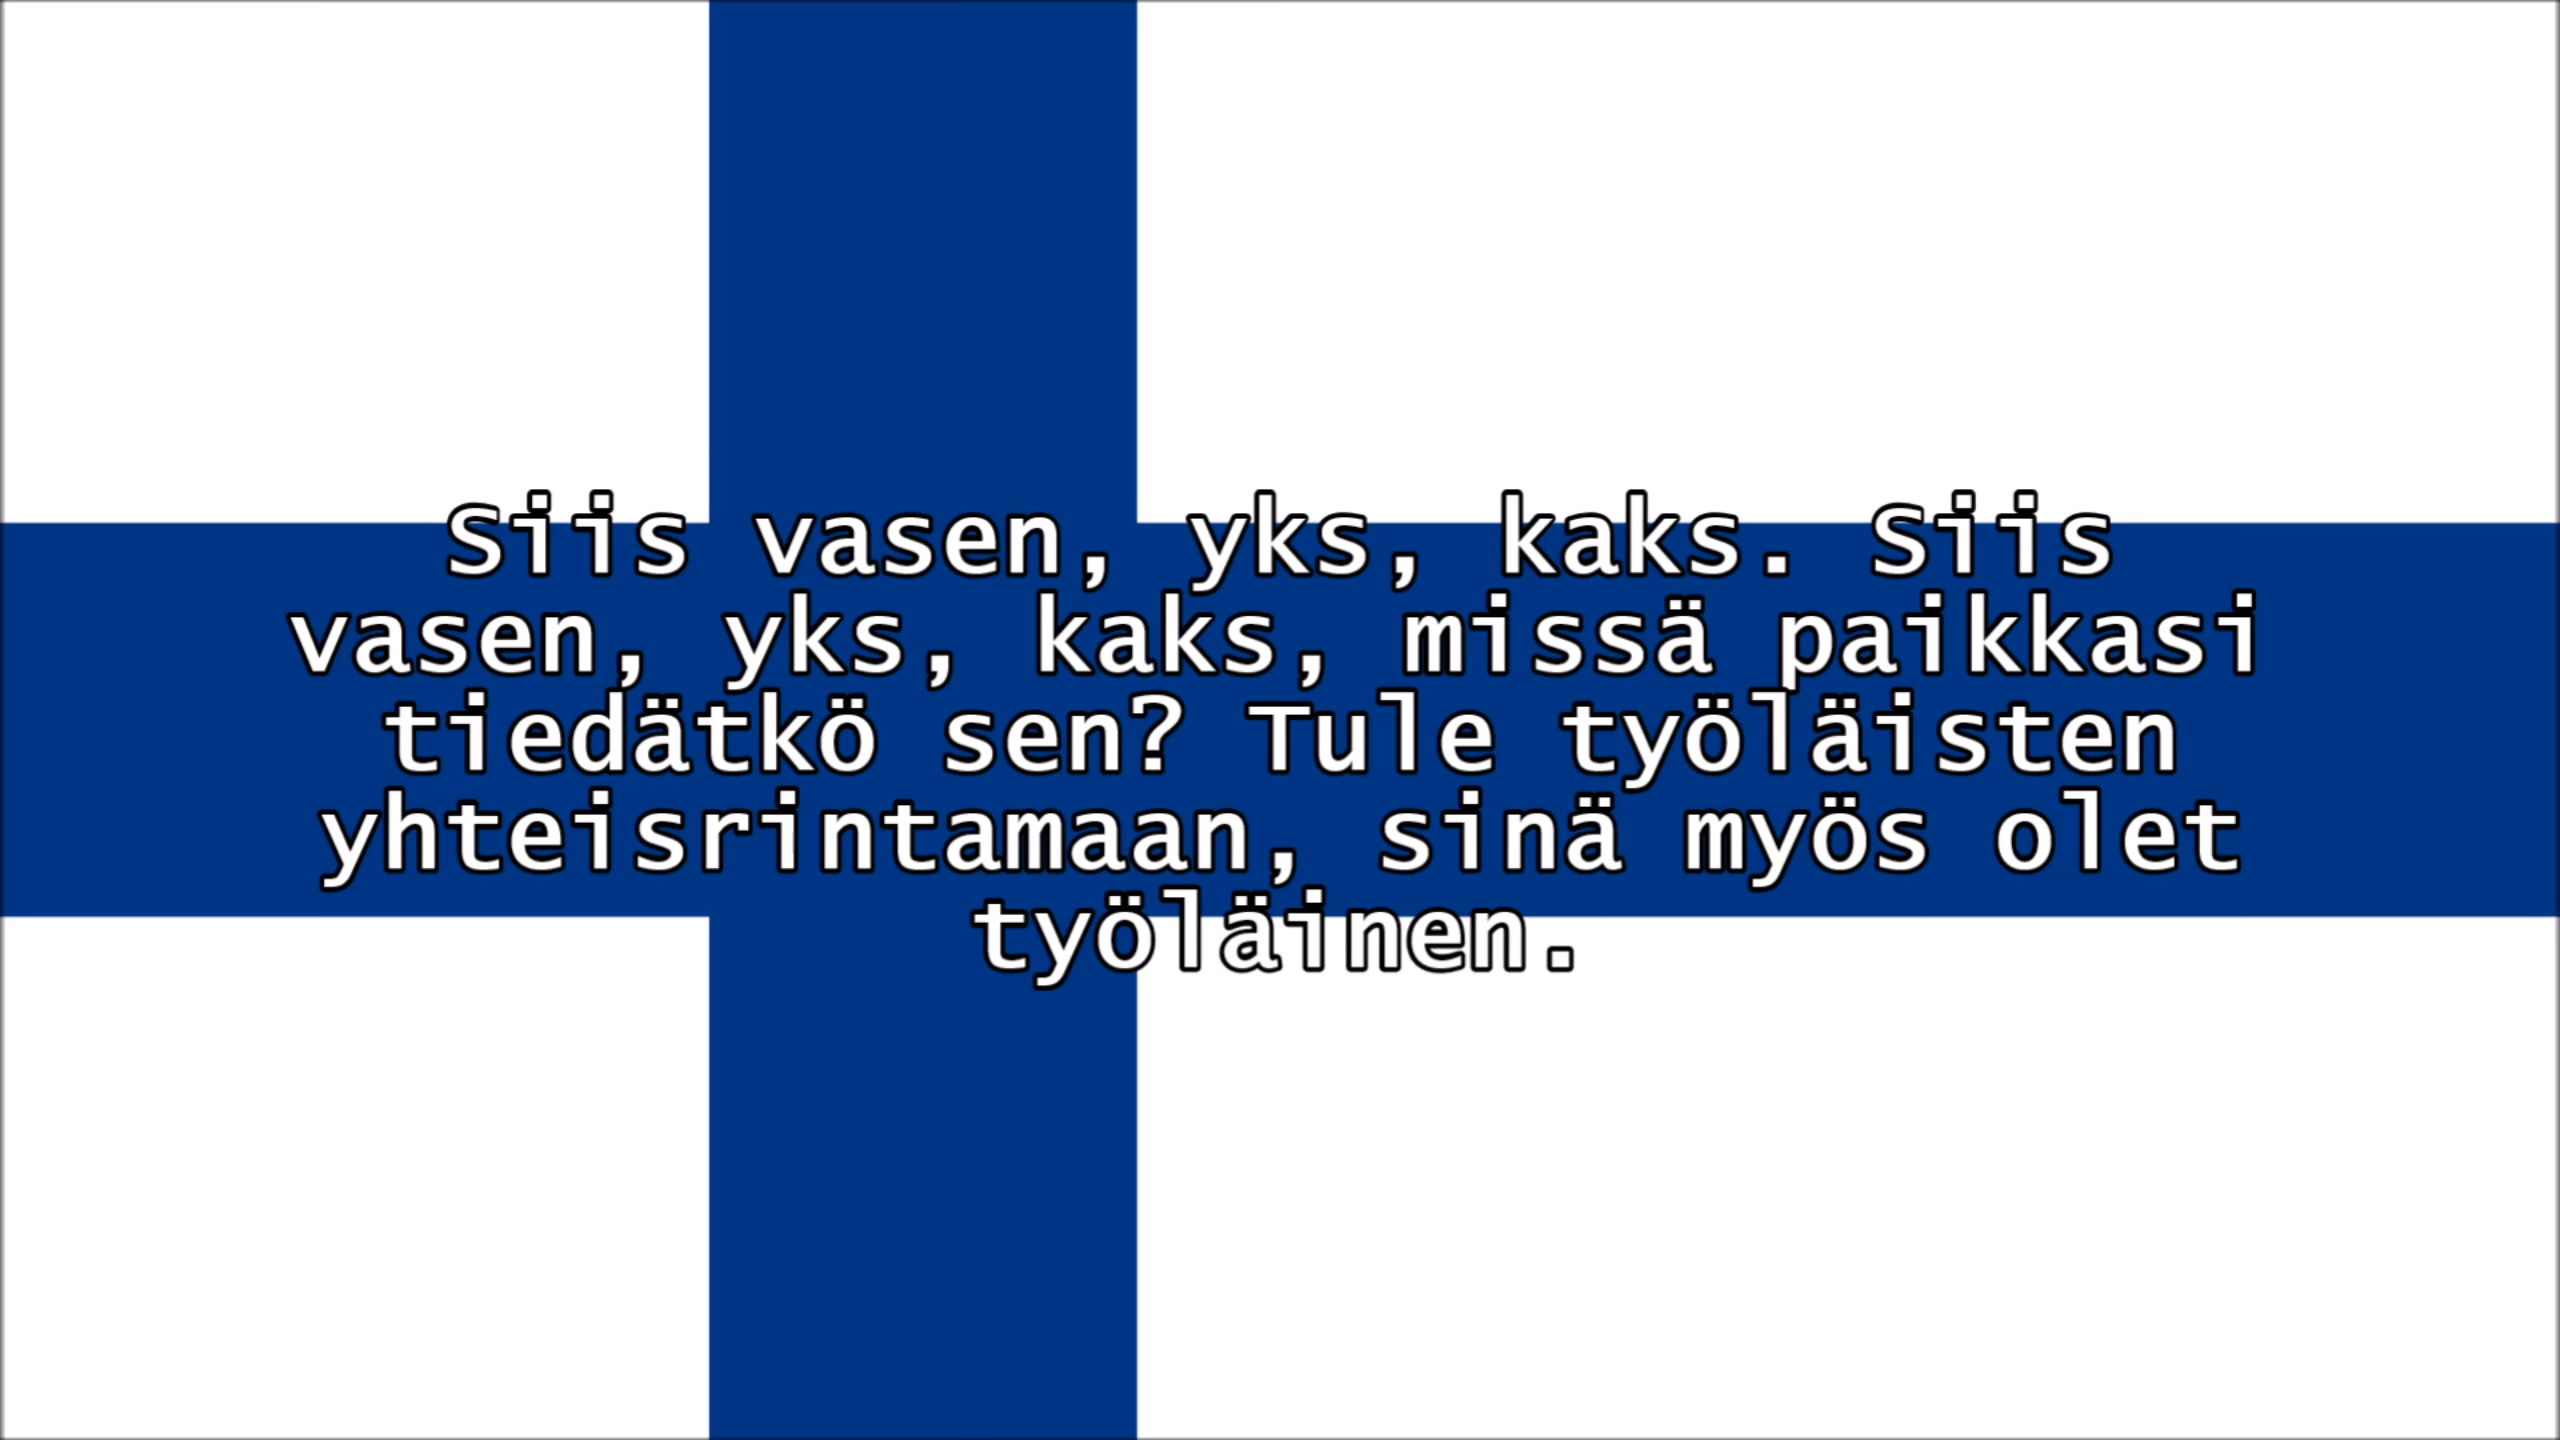 Siis vasen, yks, kaks. Siis
vasen, yks, kaks, missä paikkasi
tiedätkö sen? Tule työläisten
yhteisrintamaan, sinä myös olet
työläinen.